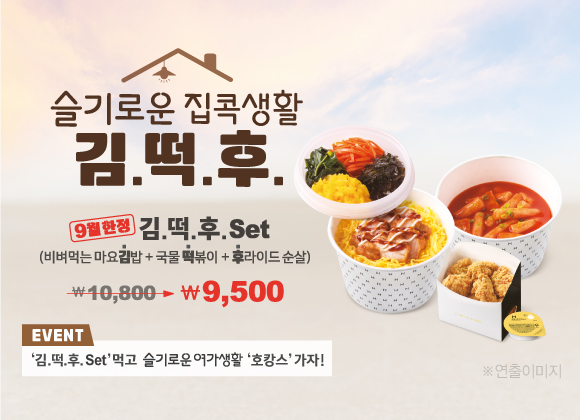 슬기로운 집콕생활
김.떡.후.
9월 한정 김.떡.후.Set
(비벼먹는 마요김밥 + 국물 떡볶이 + 후라이드 순살)
₩10,800 ► ₩9,500
EVENT
‘김.떡.후. Set’ 먹고 슬기로운 여가생활 ‘호캉스’ 가자!
※연출이미지